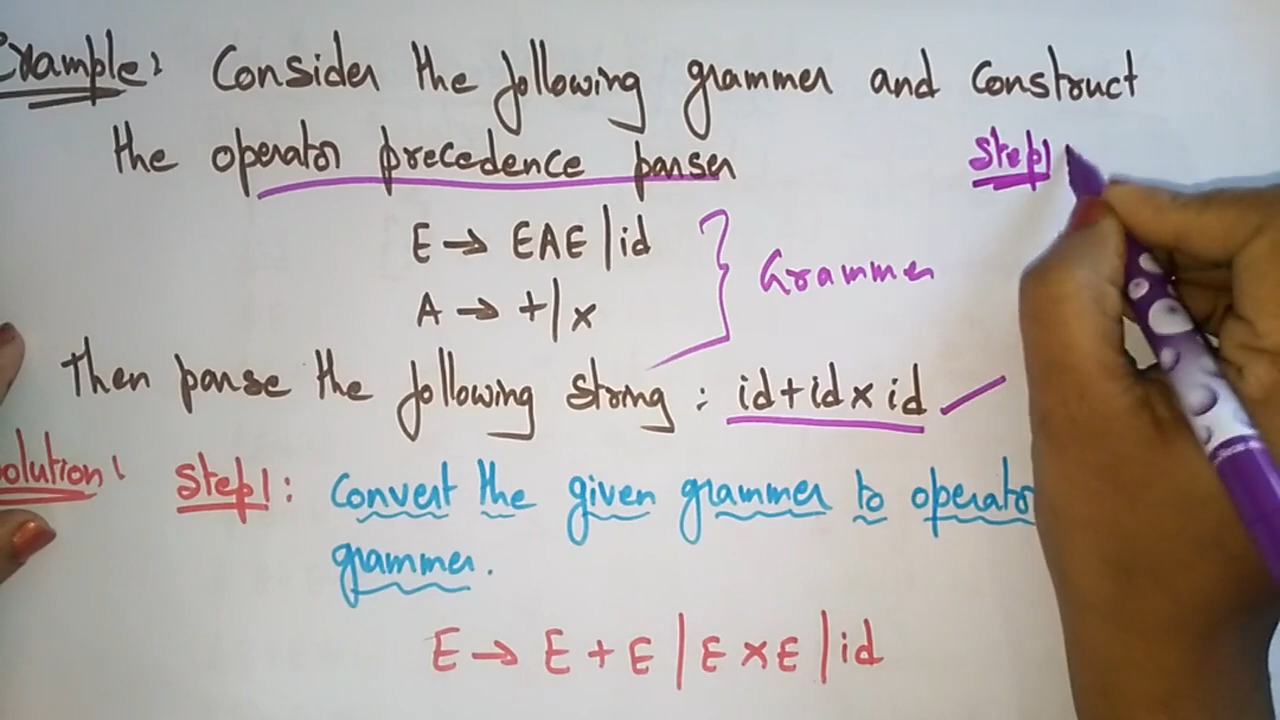 Example: Consider the following grammer and construct
the operator precedence parser
Step1
E → EAE | id
A → + | ×
Grammer
Then parse the following string : id+id×id
Solution: Step1: Convert the given grammer to operator
grammer.
E → E + E | E × E | id